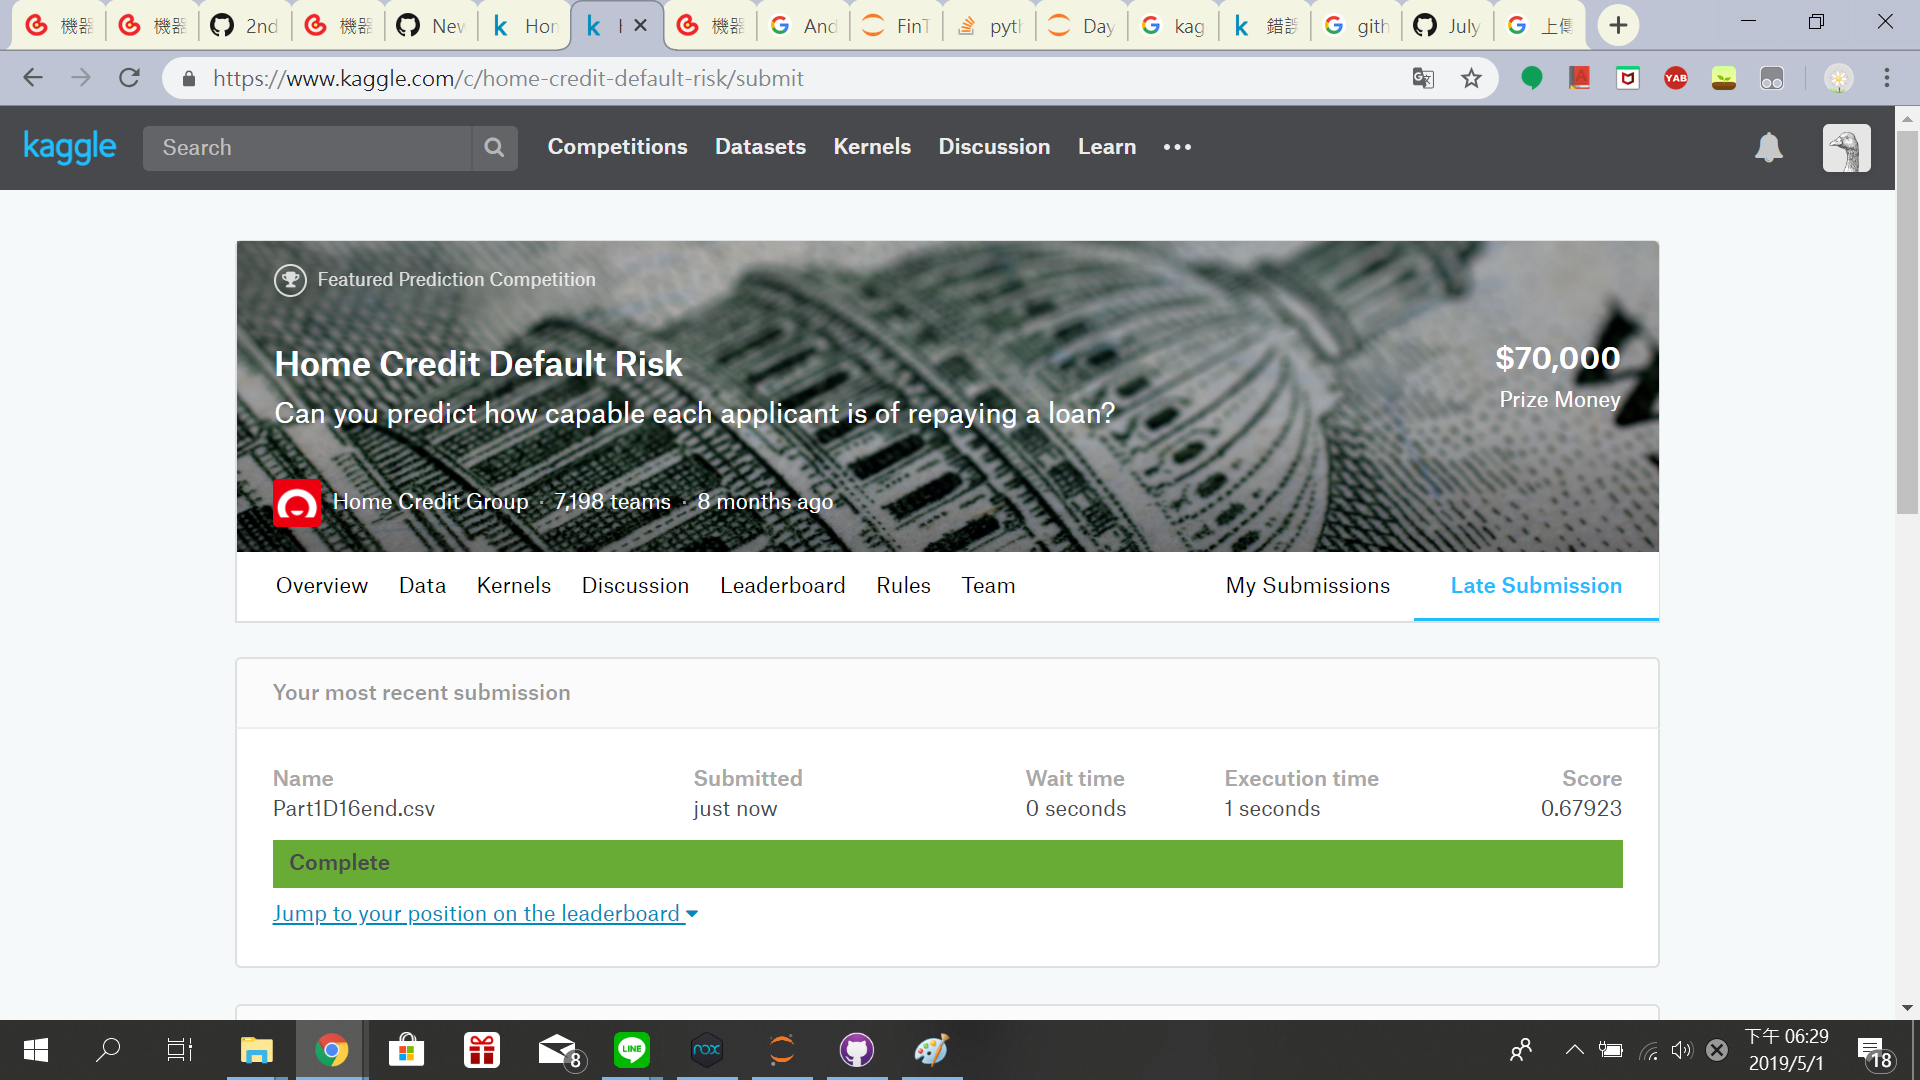 機器
機器
2nd
機器
New
Hon
機器
And
FinT
pyth
Day
kag
錯誤
gith
July
上傳
https://www.kaggle.com/c/home-credit-default-risk/submit
YAB
kaggle
Search
Competitions Datasets Kernels Discussion Learn
Featured Prediction Competition
Home Credit Default Risk
Can you predict how capable each applicant is of repaying a loan?
$70,000
Prize Money
Home Credit Group · 7,198 teams · 8 months ago
Overview Data Kernels Discussion Leaderboard Rules Team My Submissions Late Submission
Your most recent submission
Name Submitted Wait time Execution time Score
Part1D16end.csv just now 0 seconds 1 seconds 0.67923
Complete
Jump to your position on the leaderboard
8
LINE
nox
下午 06:29
2019/5/1
18